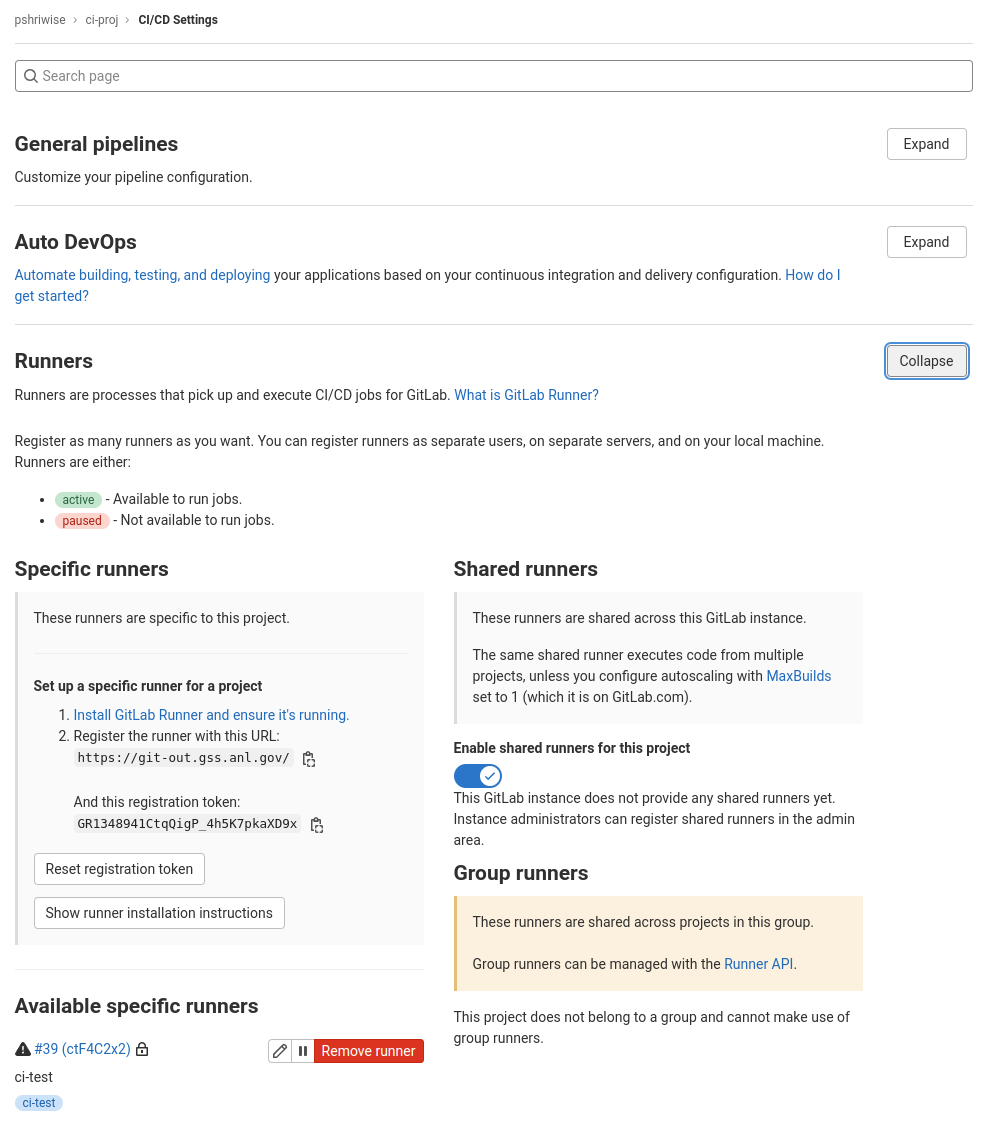 pshriwise › ci-proj › CI/CD Settings
Search page
General pipelines
Expand
Customize your pipeline configuration.
Auto DevOps
Expand
Automate building, testing, and deploying your applications based on your continuous integration and delivery configuration. How do I
get started?
Runners
Collapse
Runners are processes that pick up and execute CI/CD jobs for GitLab. What is GitLab Runner?
Register as many runners as you want. You can register runners as separate users, on separate servers, and on your local machine.
Runners are either:
• active - Available to run jobs.
• paused - Not available to run jobs.
Specific runners
These runners are specific to this project.
Set up a specific runner for a project
1. Install GitLab Runner and ensure it's running.
2. Register the runner with this URL:
https://git-out.gss.anl.gov/
And this registration token:
GR1348941CtqQigP_4h5K7pkaXD9x
Reset registration token
Show runner installation instructions
Available specific runners
#39 (ctF4C2x2)
Remove runner
ci-test
ci-test
Shared runners
These runners are shared across this GitLab instance.
The same shared runner executes code from multiple
projects, unless you configure autoscaling with MaxBuilds
set to 1 (which it is on GitLab.com).
Enable shared runners for this project
This GitLab instance does not provide any shared runners yet.
Instance administrators can register shared runners in the admin
area.
Group runners
These runners are shared across projects in this group.
Group runners can be managed with the Runner API.
This project does not belong to a group and cannot make use of
group runners.